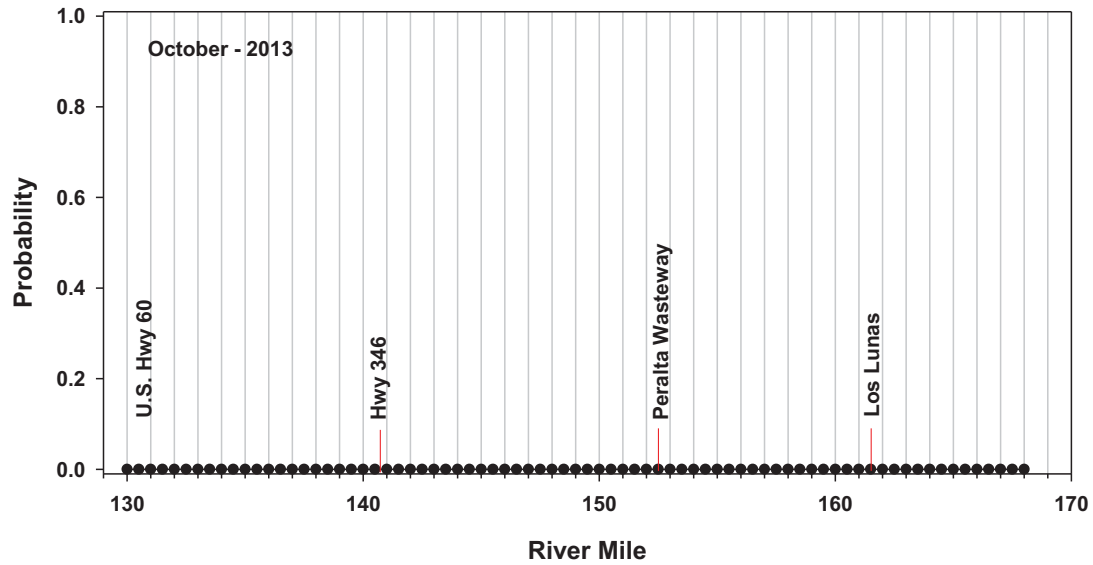 October - 2013
1.0
0.8
0.6
0.4
0.2
0.0
Probability
U.S. Hwy 60
Hwy 346
Peralta Wasteway
Los Lunas
130 140 150 160 170
River Mile